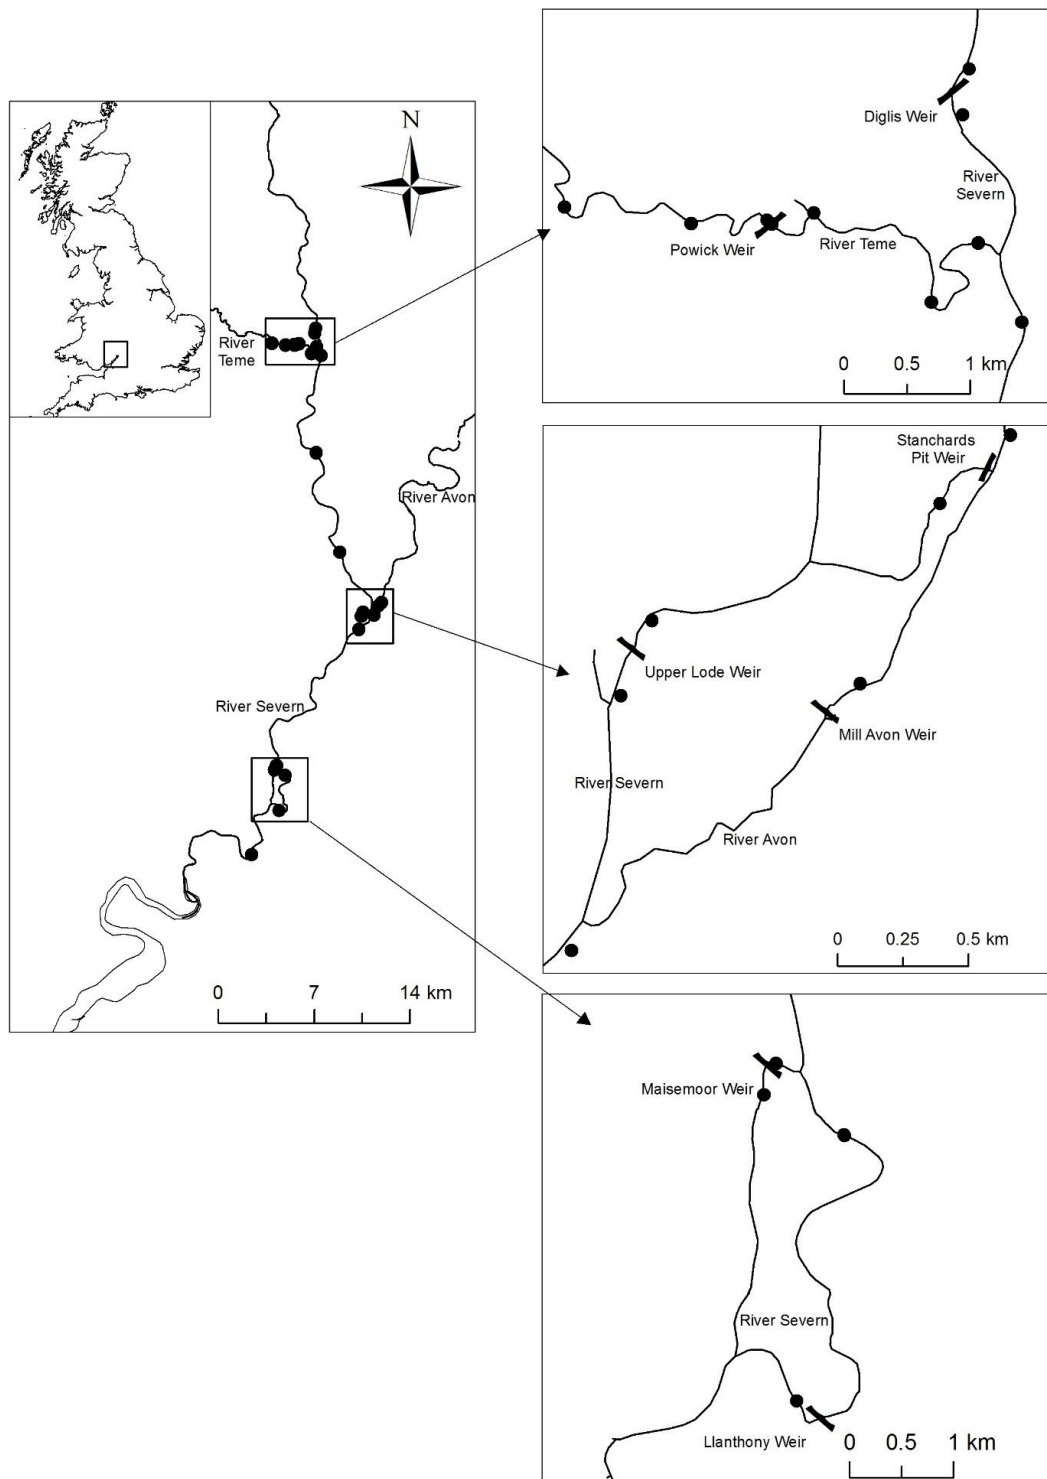 N
River
Teme
River Avon
River Severn
0 7 14 km
Diglis Weir
River
Severn
Powick Weir
River Teme
0 0.5 1 km
Stanchards
Pit Weir
Upper Lode Weir
Mill Avon Weir
River Severn
River Avon
0 0.25 0.5 km
Maisemoor Weir
River Severn
Llanthony Weir
0 0.5 1 km